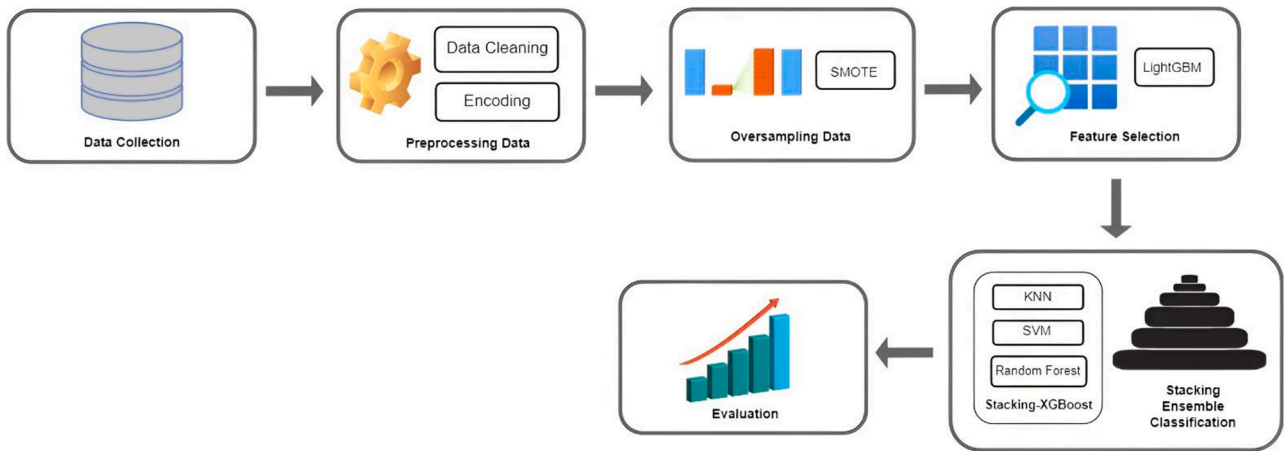 Data Collection
Data Cleaning
Encoding
Preprocessing Data
SMOTE
Oversampling Data
LightGBM
Feature Selection
KNN
SVM
Random Forest
Stacking-XGBoost
Stacking
Ensemble
Classification
Evaluation